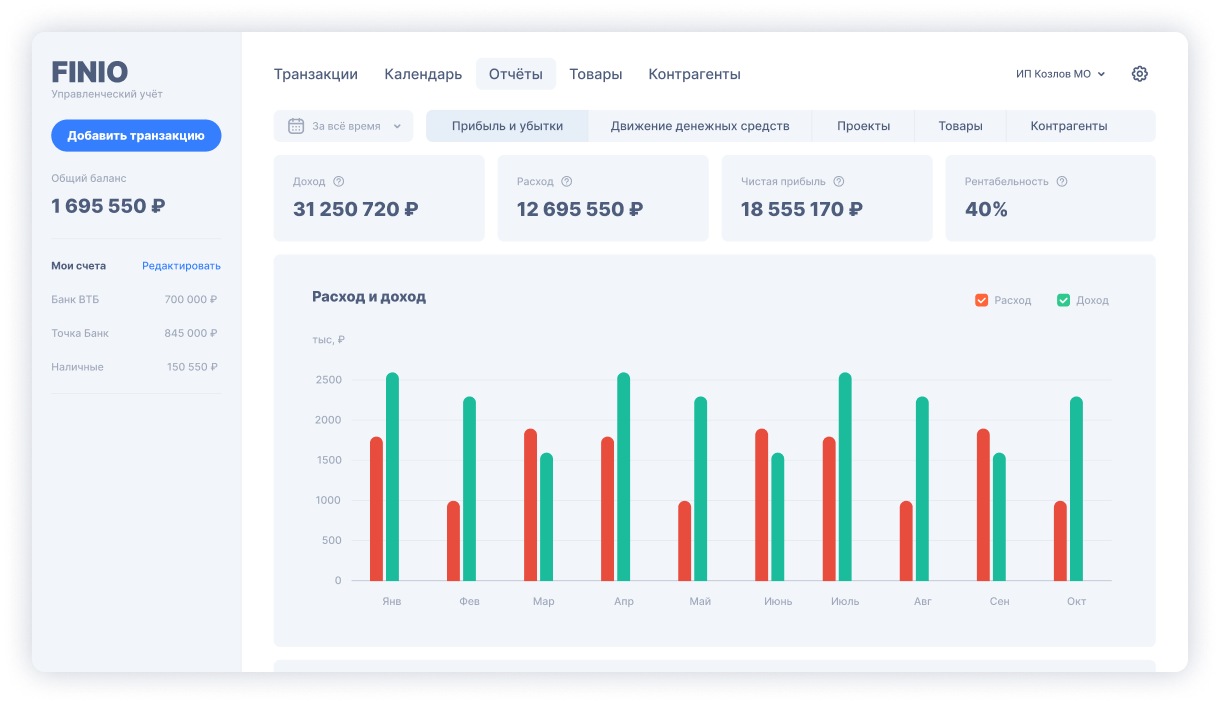 FINIO
Управленческий учёт
Добавить транзакцию
Общий баланс
1 695 550 ₽
Мои счета Редактировать
Банк ВТБ 700 000 ₽
Точка Банк 845 000 ₽
Наличные 150 550 ₽
Транзакции Календарь Отчёты Товары Контрагенты ИП Козлов МО
За всё время Прибыль и убытки Движение денежных средств Проекты Товары Контрагенты
Доход
31 250 720 ₽
Расход
12 695 550 ₽
Чистая прибыль
18 555 170 ₽
Рентабельность
40%
Расход и доход
Расход Доход
тыс, ₽
2500
2000
1500
1000
500
0
Янв Фев Мар Апр Май Июнь Июль Авг Сен Окт